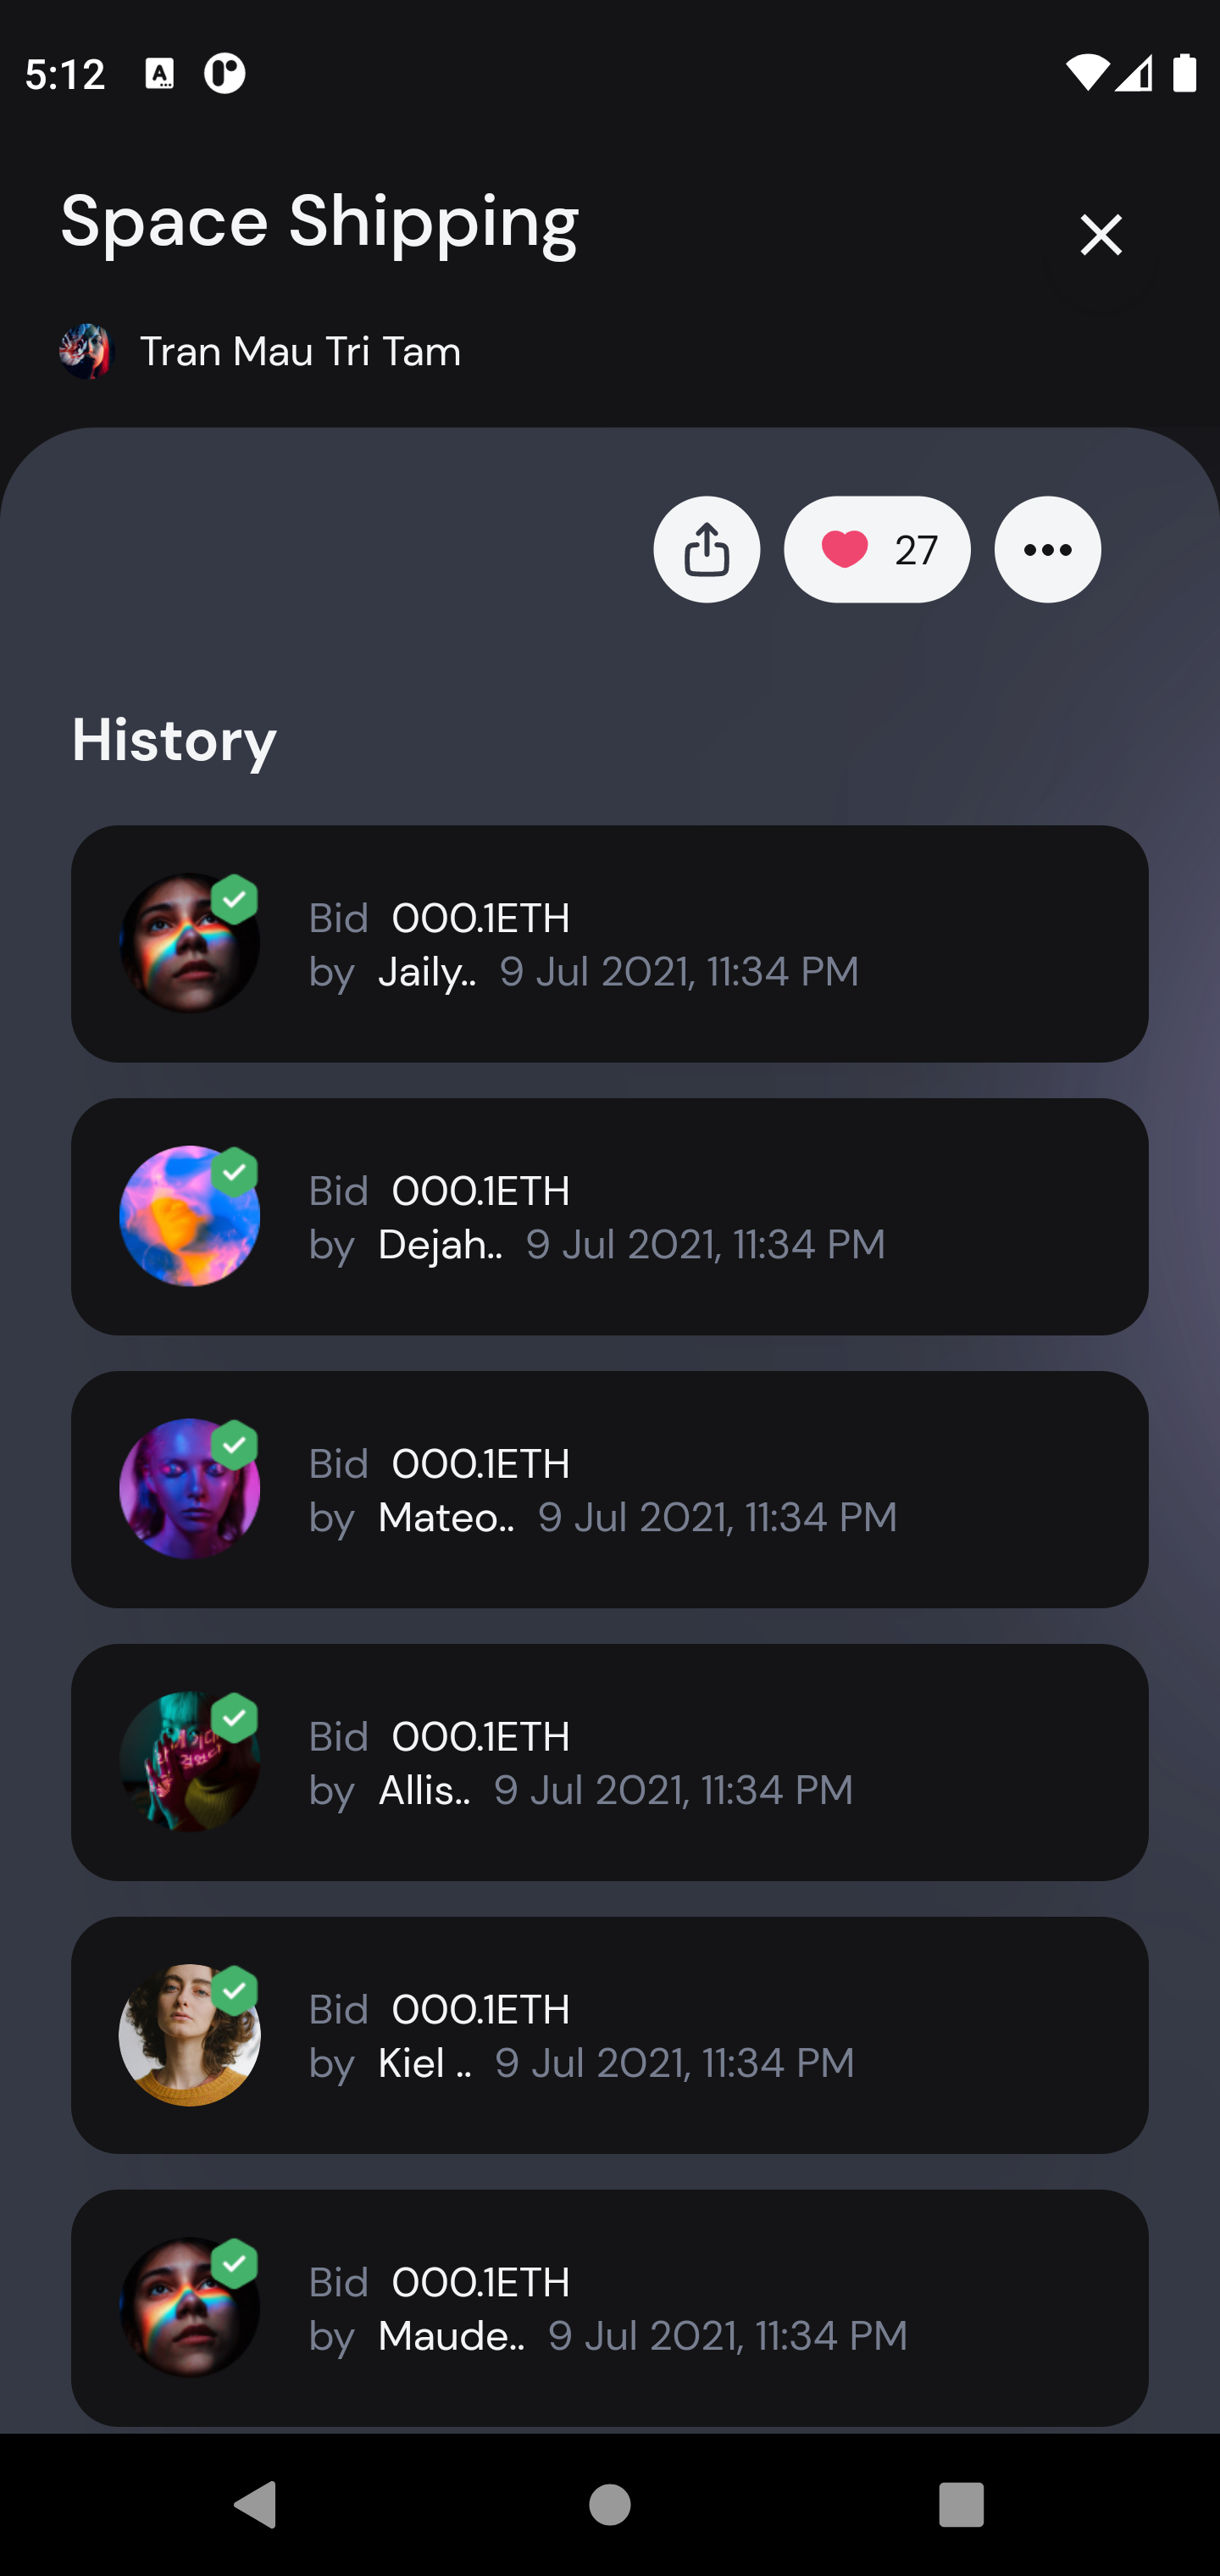 5:12
Space Shipping
Tran Mau Tri Tam
27
History
Bid 000.1ETH
by Jaily.. 9 Jul 2021, 11:34 PM
Bid 000.1ETH
by Dejah.. 9 Jul 2021, 11:34 PM
Bid 000.1ETH
by Mateo.. 9 Jul 2021, 11:34 PM
Bid 000.1ETH
by Allis.. 9 Jul 2021, 11:34 PM
Bid 000.1ETH
by Kiel .. 9 Jul 2021, 11:34 PM
Bid 000.1ETH
by Maude.. 9 Jul 2021, 11:34 PM